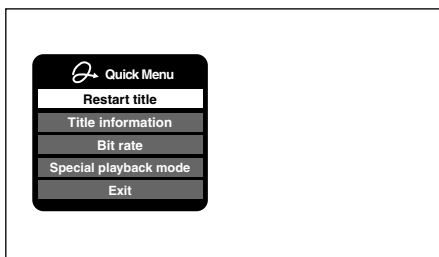 Quick Menu
Restart title
Title information
Bit rate
Special playback mode
Exit